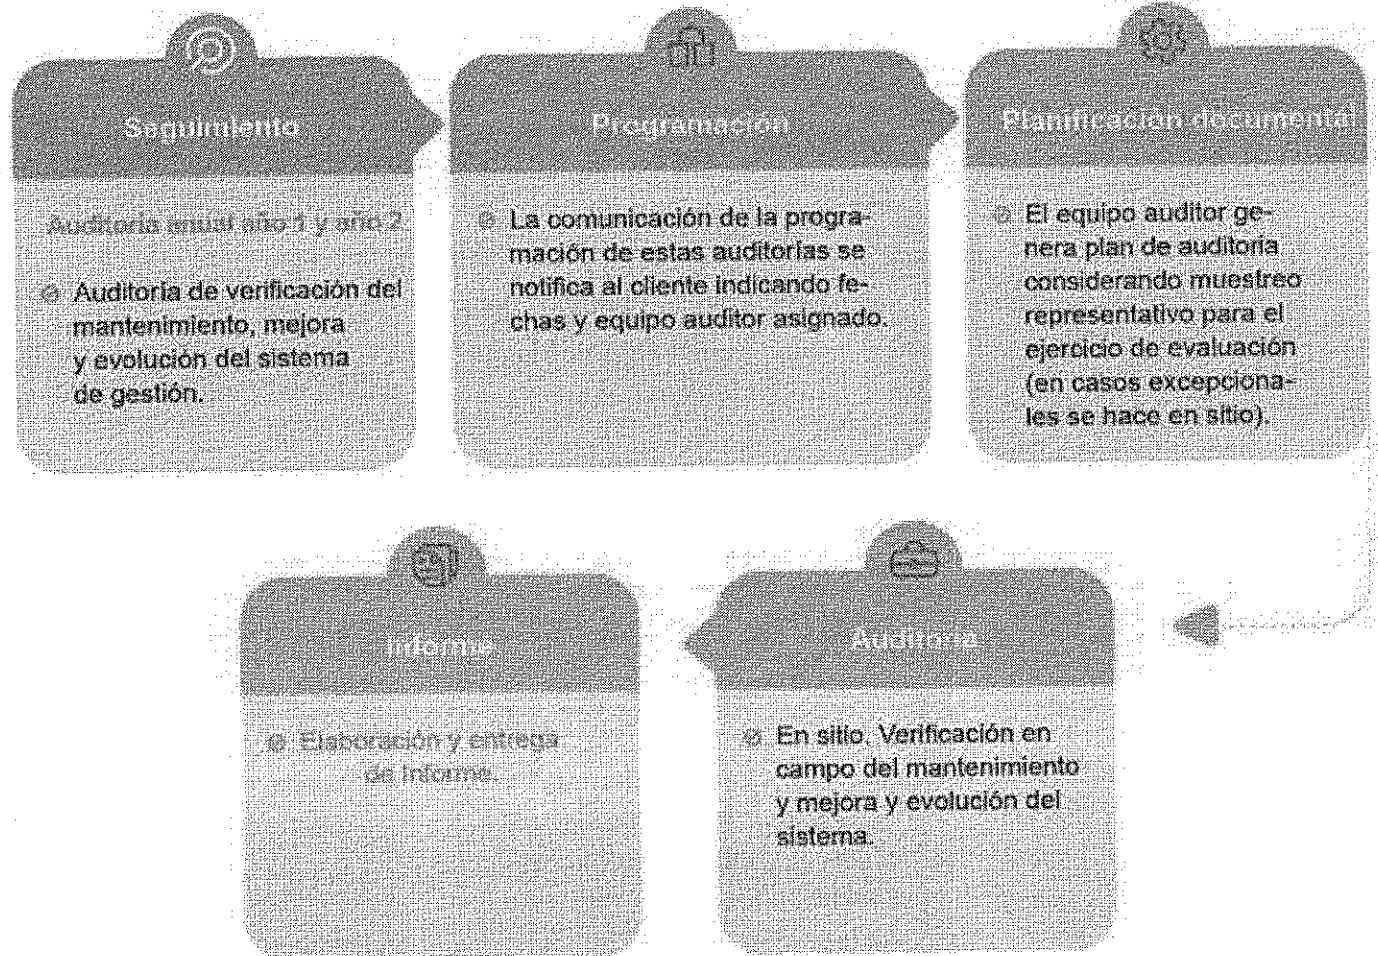 Seguimiento
Auditoría anual año 1 y año 2
Auditoría de verificación del
mantenimiento, mejora
y evolución del sistema
de gestión.
Programación
La comunicación de la progra-
mación de estas auditorías se
notifica al cliente indicando fe-
chas y equipo auditor asignado.
Planificación documental
El equipo auditor ge-
nera plan de auditoría
considerando muestreo
representativo para el
ejercicio de evaluación
(en casos excepciona-
les se hace en sitio).
Auditoría
En sitio. Verificación en
campo del mantenimiento
y mejora y evolución del
sistema.
Informe
Elaboración y entrega
de Informe.